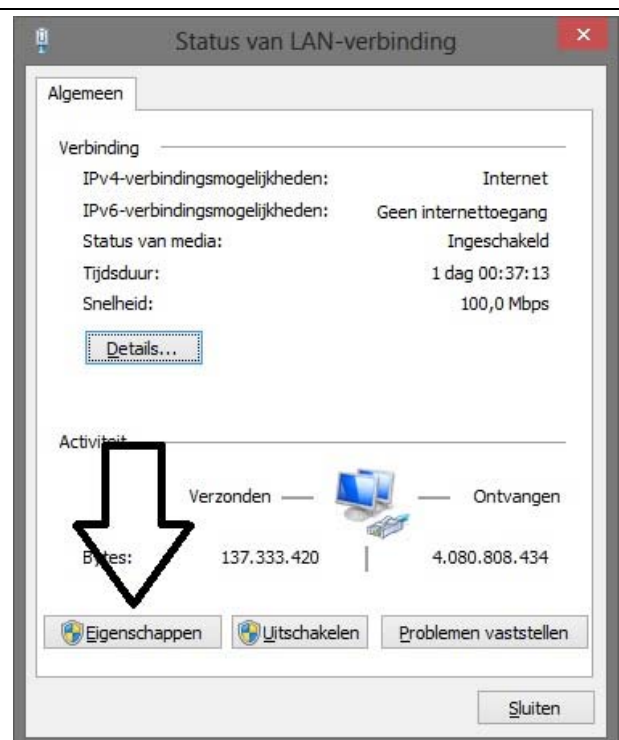 Status van LAN-verbinding
Algemeen
Verbinding
IPv4-verbindingsmogelijkheden: Internet
IPv6-verbindingsmogelijkheden: Geen internettoegang
Status van media: Ingeschakeld
Tijdsduur: 1 dag 00:37:13
Snelheid: 100,0 Mbps
Details...
Activiteit
Verzonden — — Ontvangen
Bytes: 137.333.420 | 4.080.808.434
Eigenschappen Uitschakelen Problemen vaststellen
Sluiten